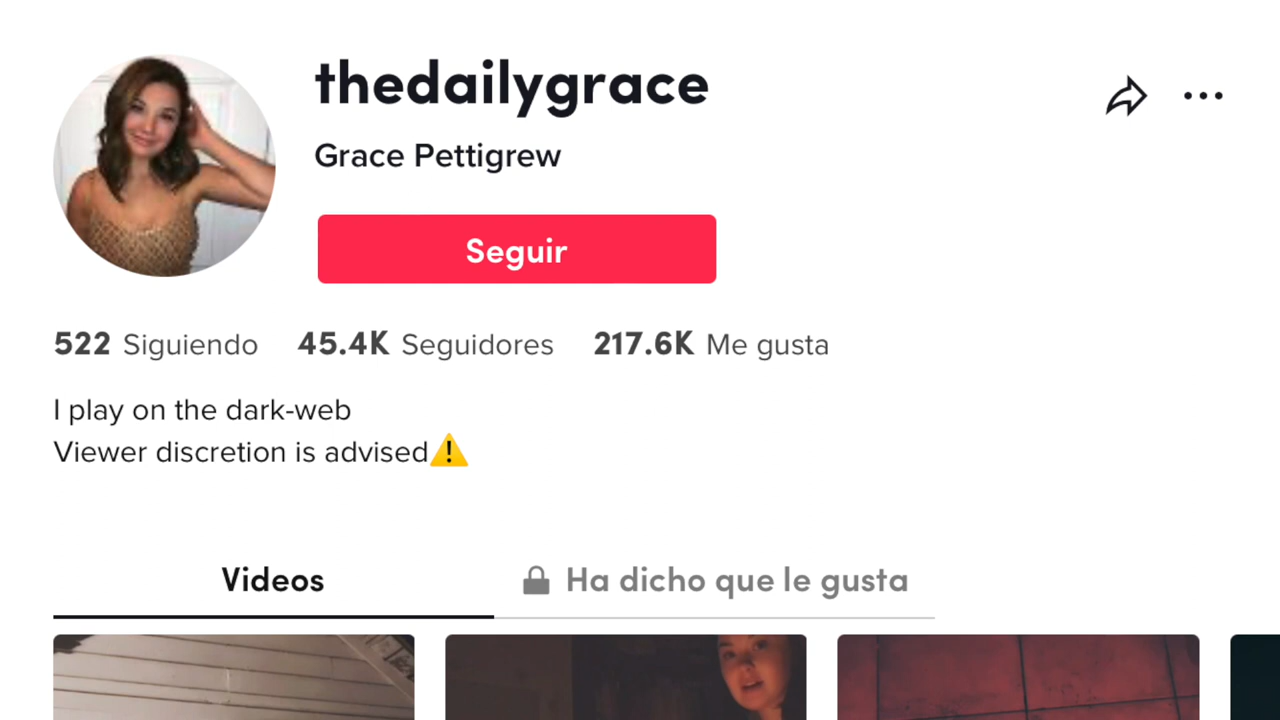 thedailygrace
Grace Pettigrew
Seguir
522 Siguiendo 45.4K Seguidores 217.6K Me gusta
I play on the dark-web
Viewer discretion is advised⚠️
Videos
Ha dicho que le gusta